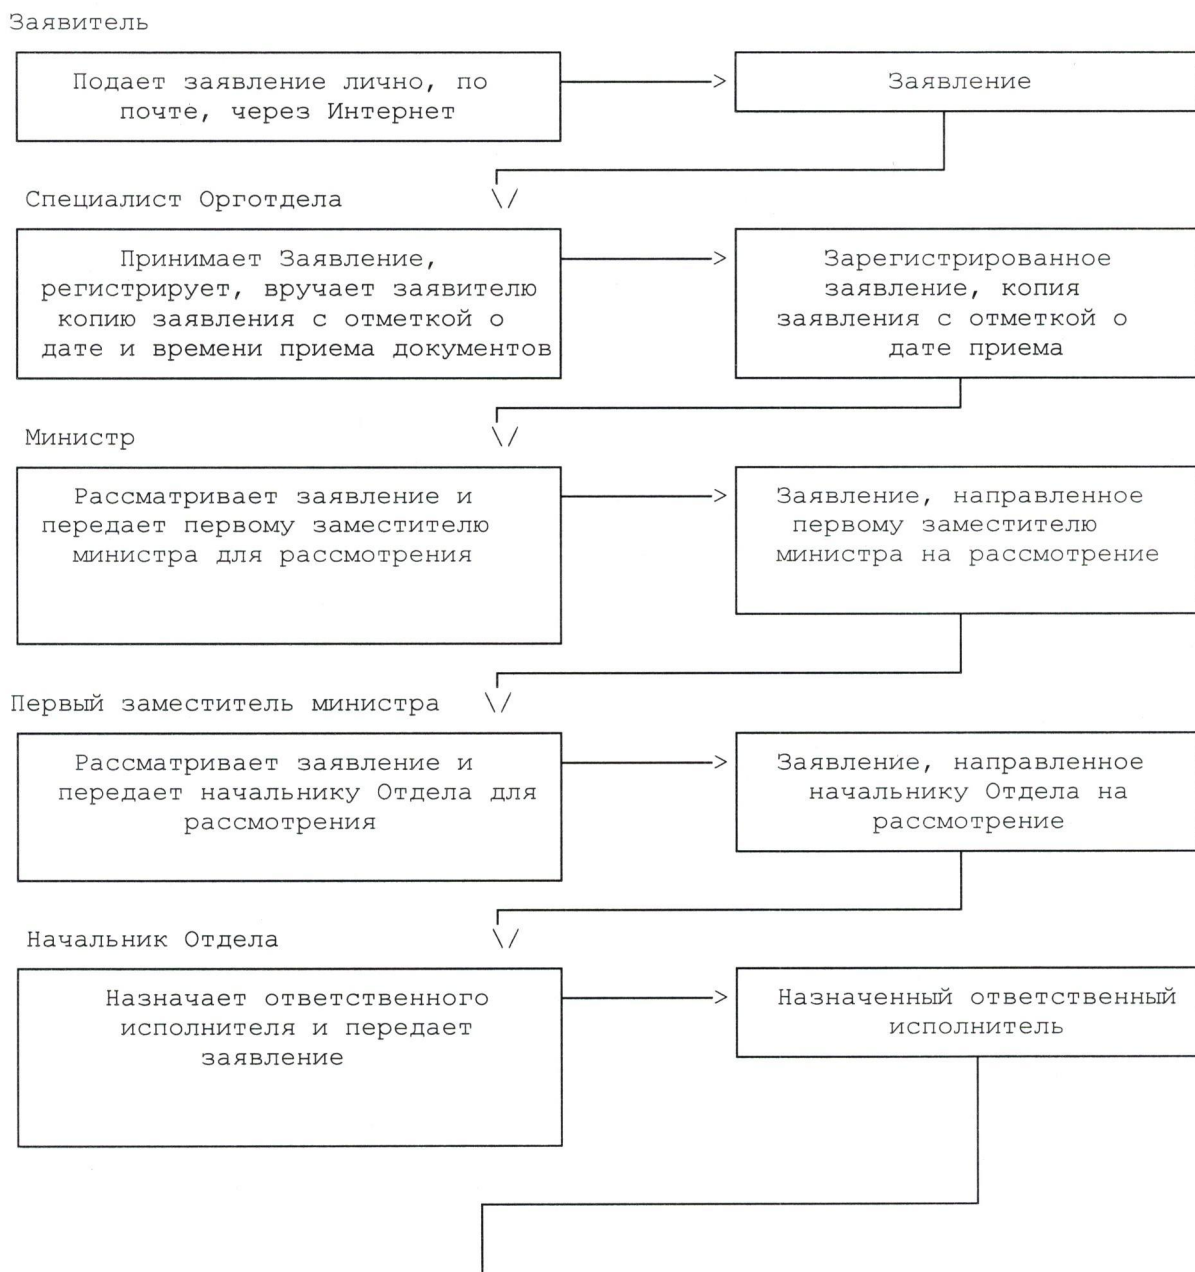 Заявитель
Подает заявление лично, по
почте, через Интернет
>
Заявление
Специалист Орготдела \/
Принимает Заявление,
регистрирует, вручает заявителю
копию заявления с отметкой о
дате и времени приема документов
>
Зарегистрированное
заявление, копия
заявления с отметкой о
дате приема
Министр \/
Рассматривает заявление и
передает первому заместителю
министра для рассмотрения
>
Заявление, направленное
первому заместителю
министра на рассмотрение
Первый заместитель министра \/
Рассматривает заявление и
передает начальнику Отдела для
рассмотрения
>
Заявление, направленное
начальнику Отдела на
рассмотрение
Начальник Отдела \/
Назначает ответственного
исполнителя и передает
заявление
>
Назначенный ответственный
исполнитель